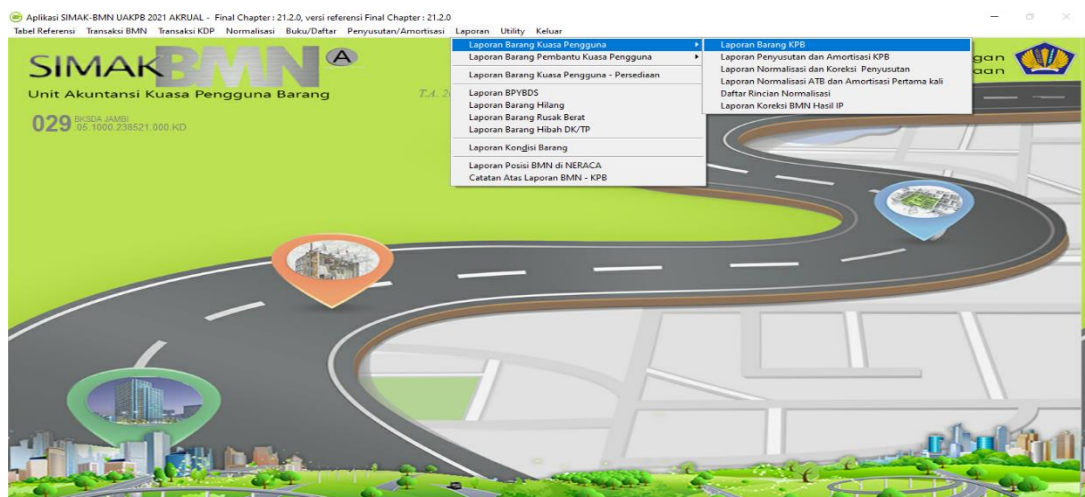 Aplikasi SIMAK-BMN UAKPB 2021 AKRUAL - Final Chapter : 21.2.0, versi referensi Final Chapter : 21.2.0
Tabel Referensi Transaksi BMN Transaksi KDP Normalisasi Buku/Daftar Penyusutan/Amortisasi Laporan Utility Keluar
SIMAK BMN A
Unit Akuntansi Kuasa Pengguna Barang
T.A. 2
029 BKSDA JAMBI
.05.1000.238521.000.KD
Laporan Barang Kuasa Pengguna
Laporan Barang Pembantu Kuasa Pengguna
Laporan Barang Kuasa Pengguna - Persediaan
Laporan BPYBDS
Laporan Barang Hilang
Laporan Barang Rusak Berat
Laporan Barang Hibah DK/TP
Laporan Kondisi Barang
Laporan Posisi BMN di NERACA
Catatan Atas Laporan BMN - KPB
Laporan Barang KPB
Laporan Penyusutan dan Amortisasi KPB
Laporan Normalisasi dan Koreksi Penyusutan
Laporan Normalisasi ATB dan Amortisasi Pertama kali
Daftar Rincian Normalisasi
Laporan Koreksi BMN Hasil IP
gan
aan